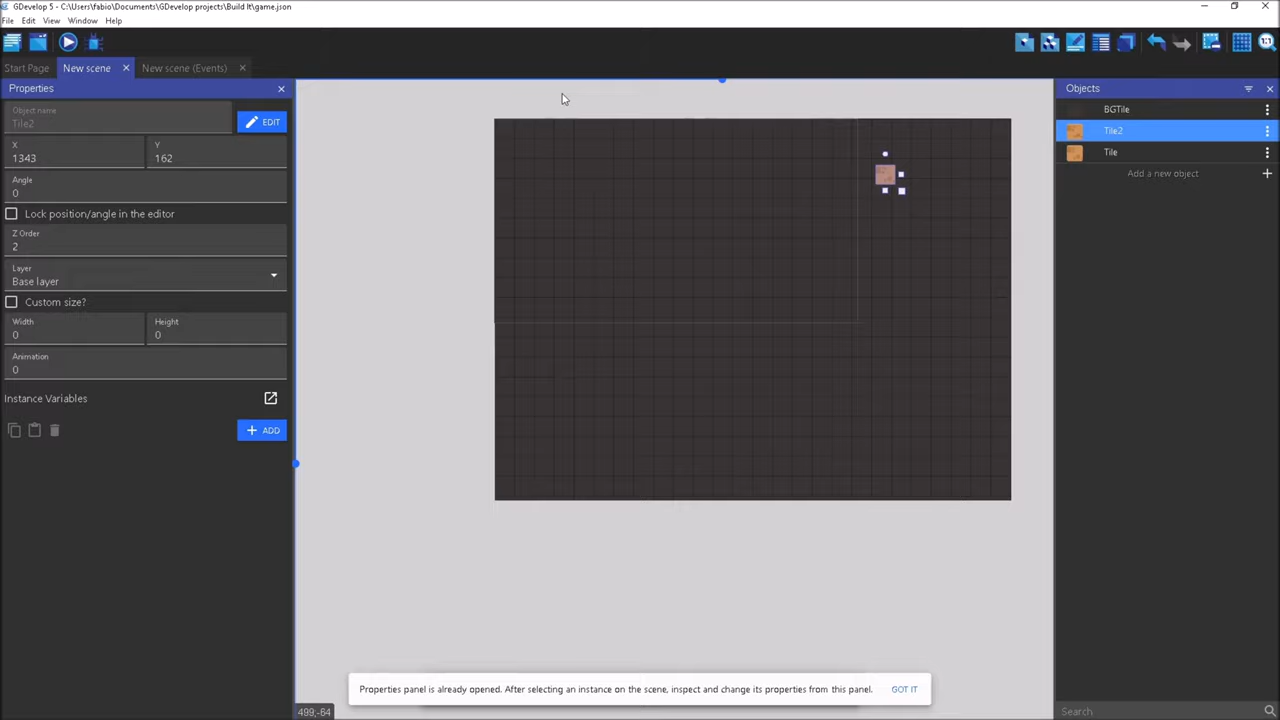 GDevelop 5 - C:\Users\fabio\Documents\GDevelop projects\Build It\game.json
File Edit View Window Help
1:1
Start Page New scene New scene (Events)
Properties
Object name
Tile2
EDIT
X
1343
Y
162
Angle
0
Lock position/angle in the editor
Z Order
2
Layer
Base layer
Custom size?
Width
0
Height
0
Animation
0
Instance Variables
ADD
Objects
BGTile
Tile2
Tile
Add a new object
Properties panel is already opened. After selecting an instance on the scene, inspect and change its properties from this panel. GOT IT
499;-64
Search